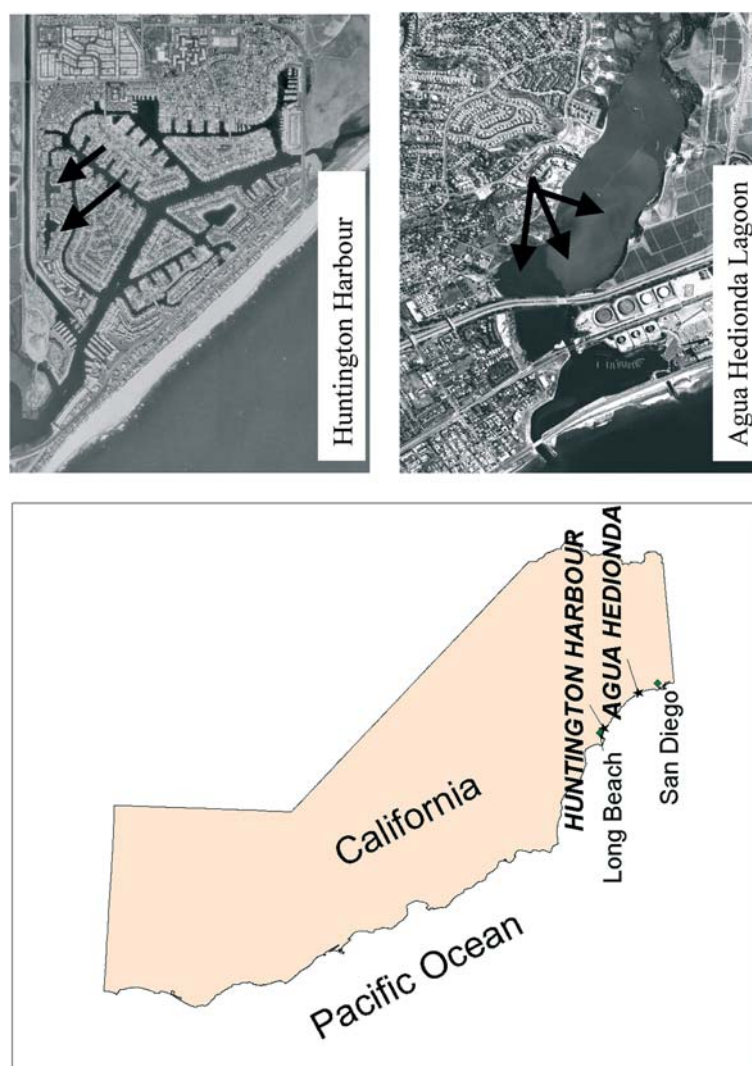 Huntington Harbour
Agua Hedionda Lagoon
California
Pacific Ocean
HUNTINGTON HARBOUR
AGUA HEDIONDA
Long Beach
San Diego